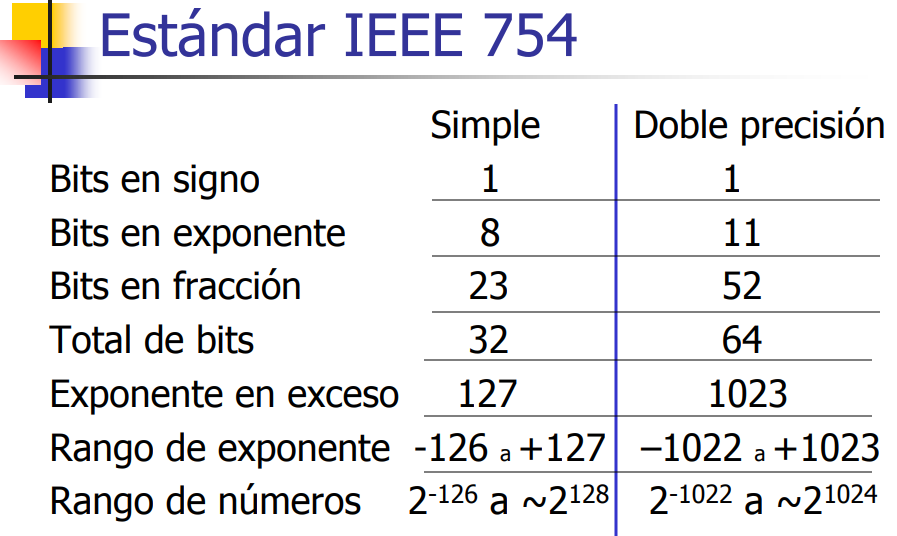 Estándar IEEE 754
Simple Doble precisión
Bits en signo 1 1
Bits en exponente 8 11
Bits en fracción 23 52
Total de bits 32 64
Exponente en exceso 127 1023
Rango de exponente -126 a +127 –1022 a +1023
Rango de números 2^-126 a ~2^128 2^-1022 a ~2^1024